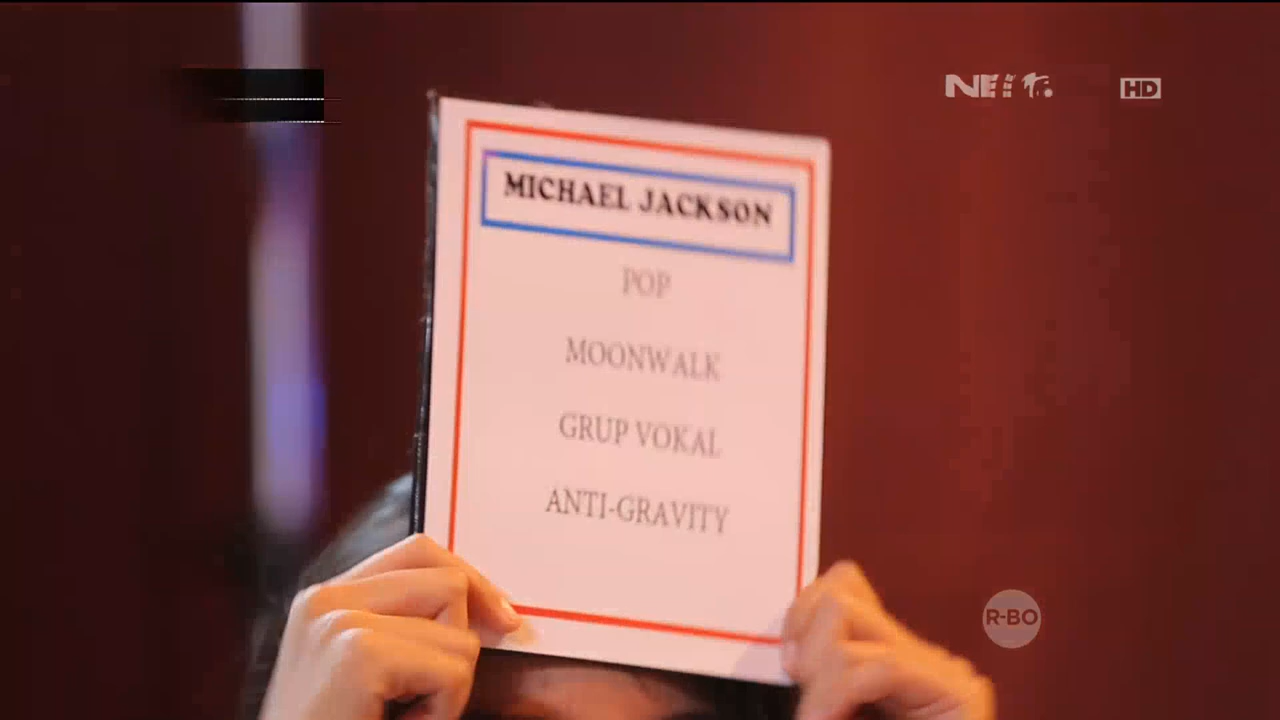 HD
MICHAEL JACKSON
POP
MOONWALK
GRUP VOKAL
ANTI-GRAVITY
R-BO